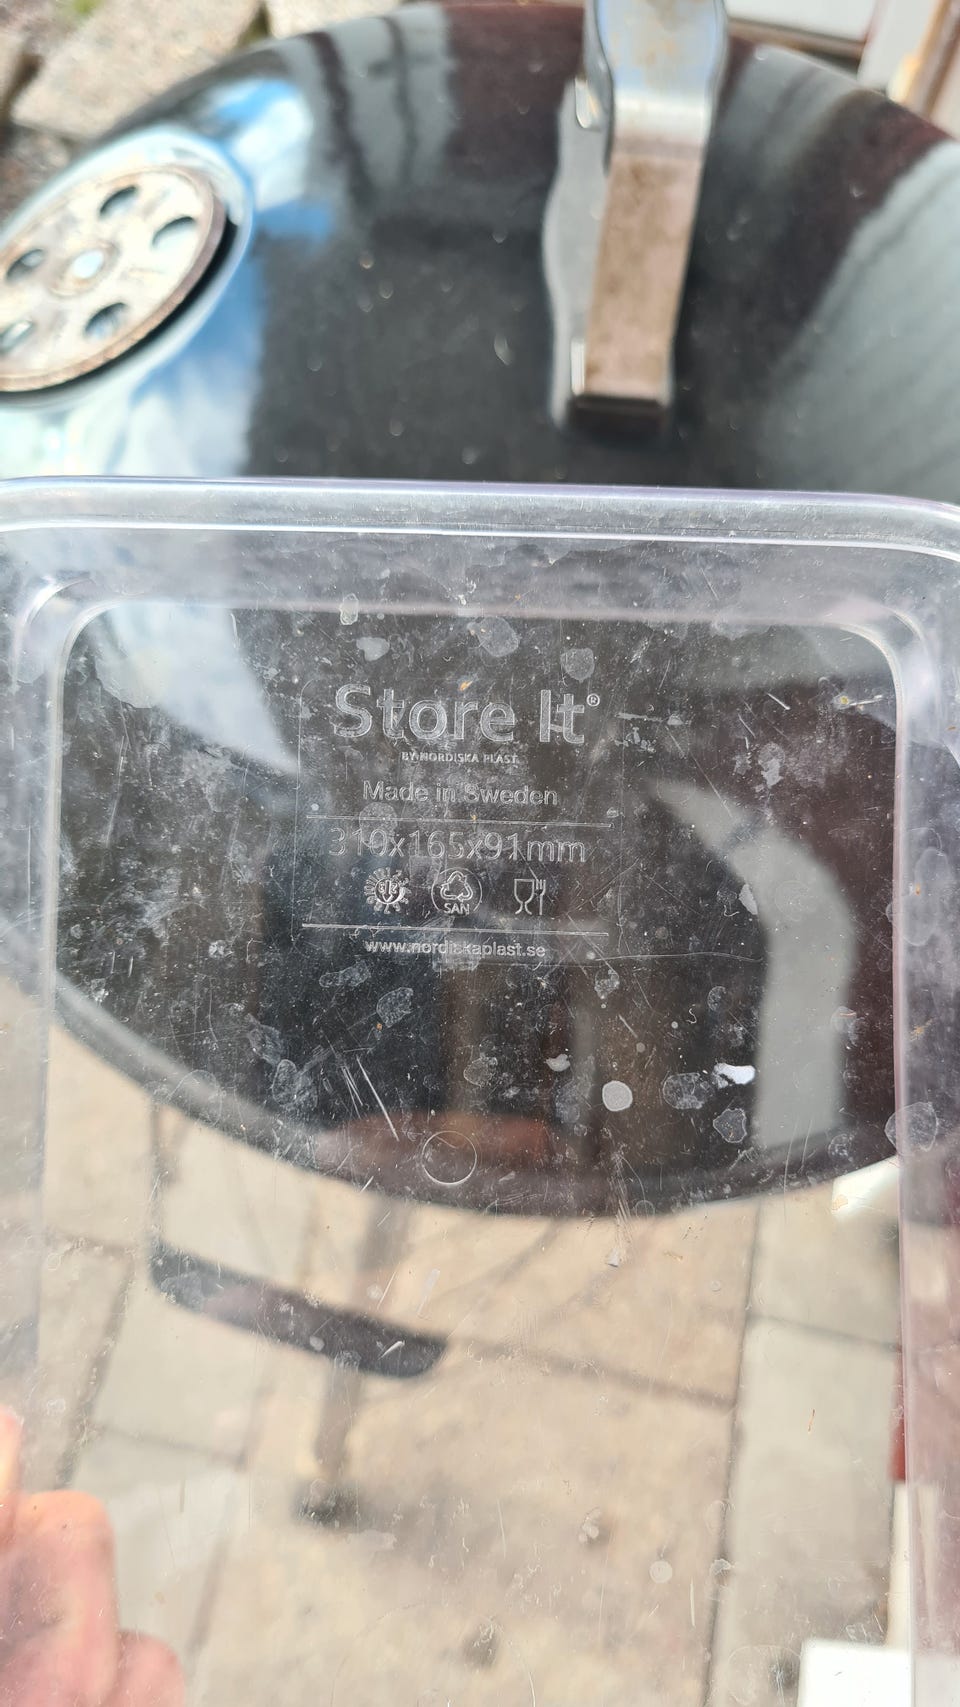 Store It®
BY NORDISKA PLAST
Made in Sweden
310x165x91mm
SAN
www.nordiskaplast.se